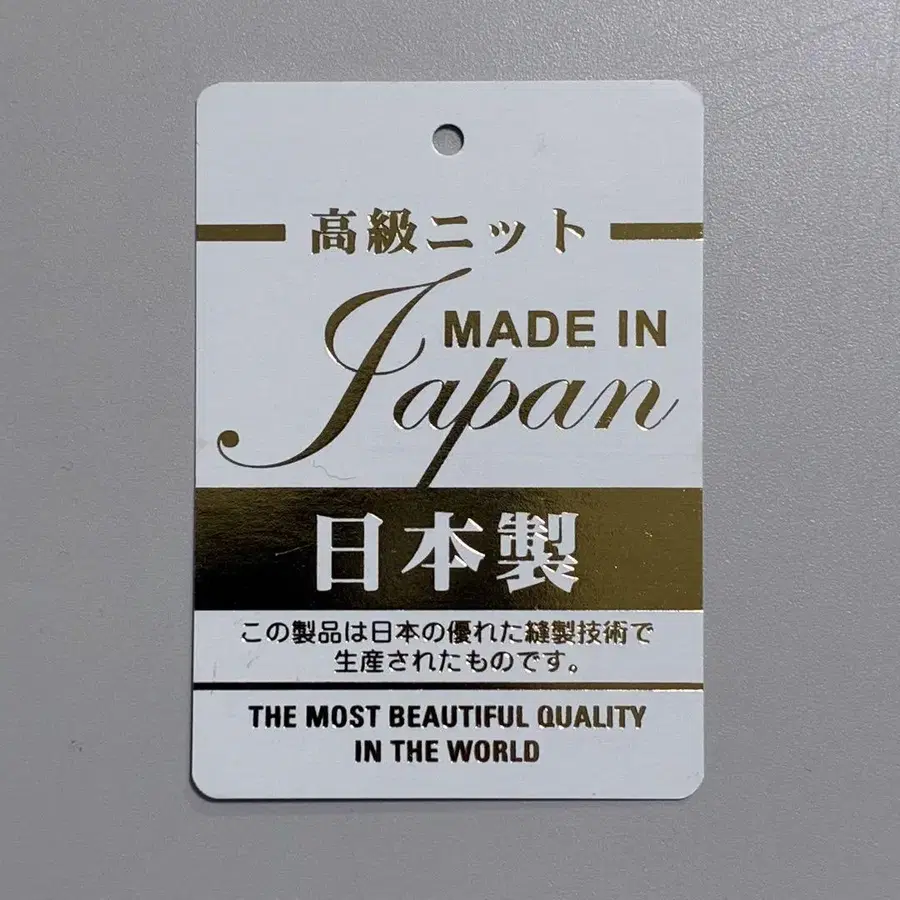 高級ニット
MADE IN
Japan
日本製
この製品は日本の優れた縫製技術で
生産されたものです。
THE MOST BEAUTIFUL QUALITY
IN THE WORLD